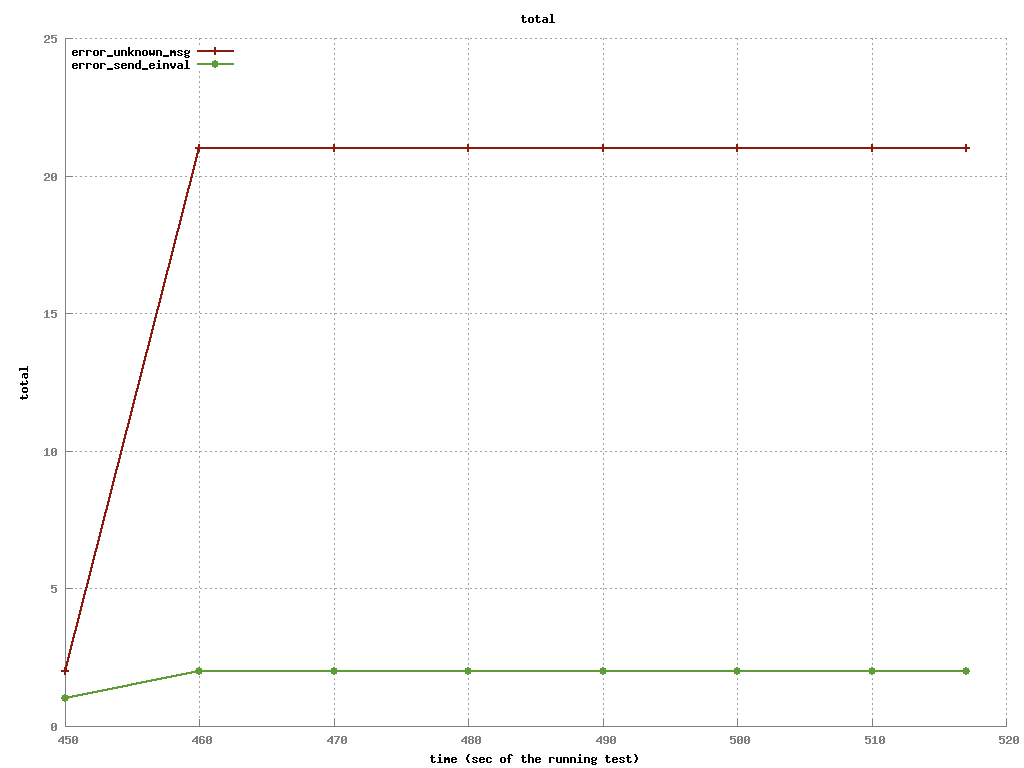 total
25
error_unknown_msg
error_send_einval
20
15
total
10
5
0
450 460 470 480 490 500 510 520
time (sec of the running test)